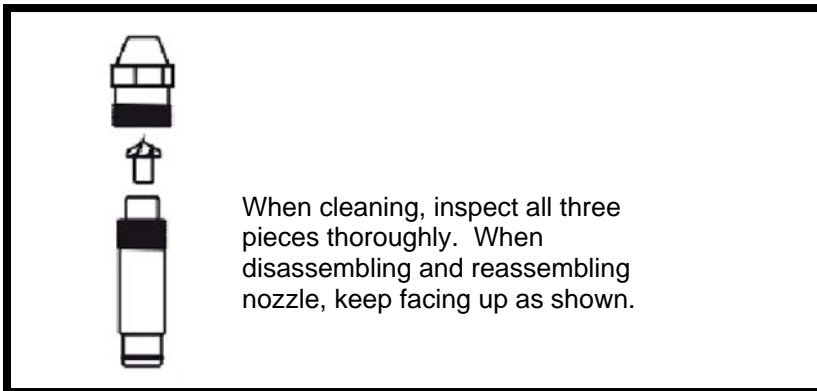 When cleaning, inspect all three
pieces thoroughly.  When
disassembling and reassembling
nozzle, keep facing up as shown.